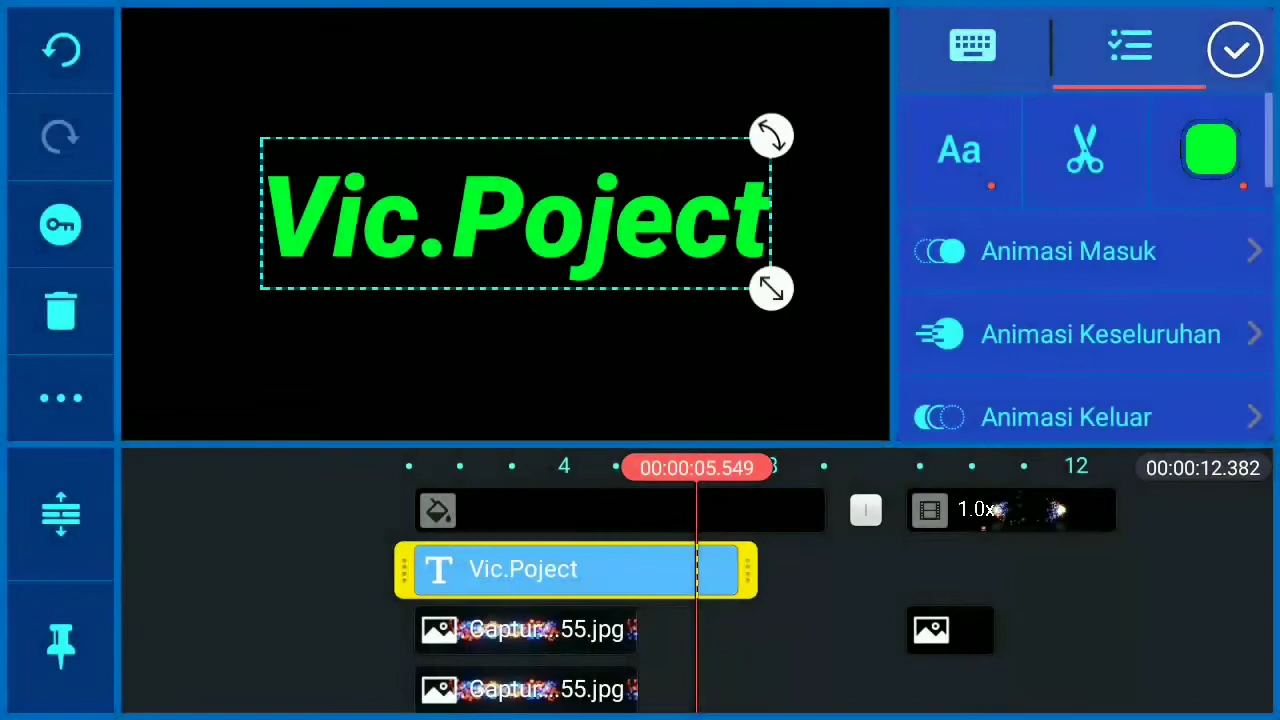 Vic.Poject
Aa
Animasi Masuk
Animasi Keseluruhan
Animasi Keluar
4
00:00:05.549
12
00:00:12.382
1.0x
T Vic.Poject
Captur...55.jpg
Captur...55.jpg